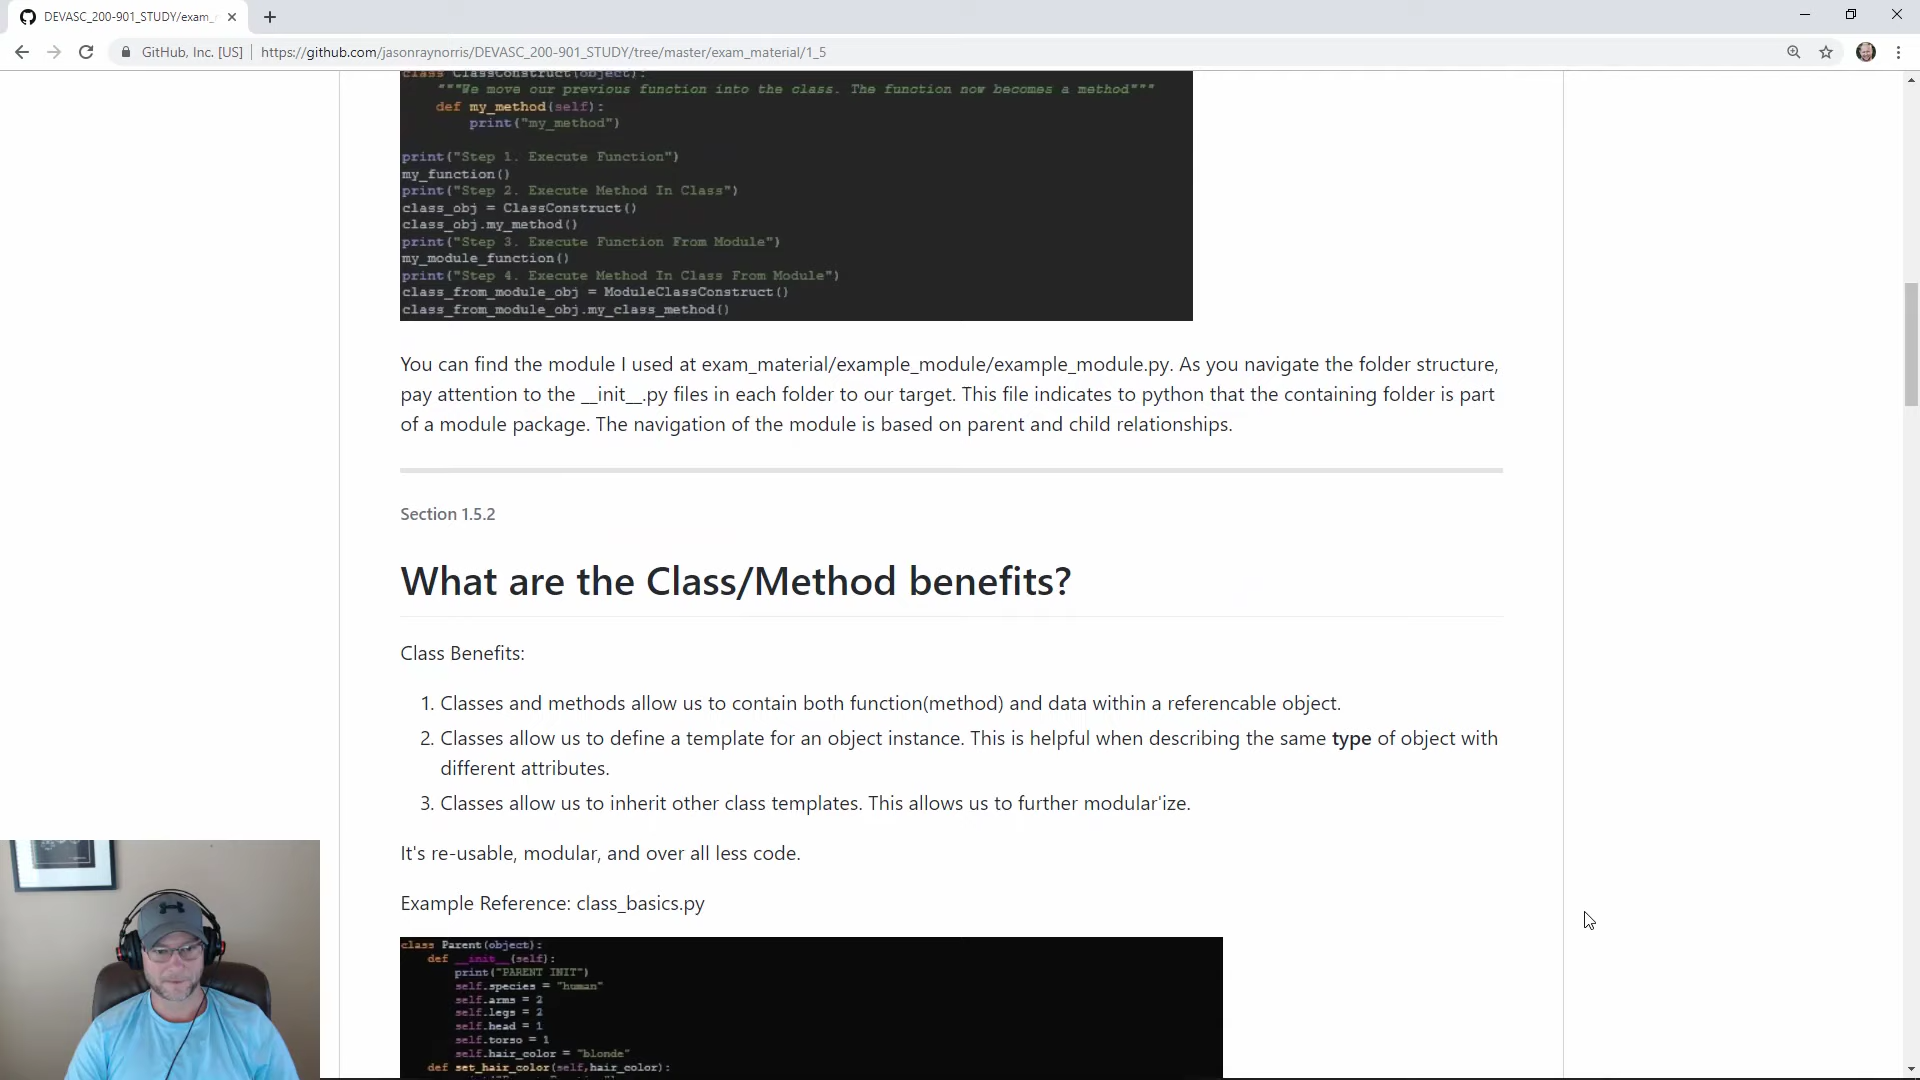 DEVASC_200-901_STUDY/exam_
GitHub, Inc. [US]
https://github.com/jasonraynorris/DEVASC_200-901_STUDY/tree/master/exam_material/1_5
class ClassConstruct(object):
"""We move our previous function into the class. The function now becomes a method"""
def my_method(self):
print("my_method")
print("Step 1. Execute Function")
my_function()
print("Step 2. Execute Method In Class")
class_obj = ClassConstruct()
class_obj.my_method()
print("Step 3. Execute Function From Module")
my_module_function()
print("Step 4. Execute Method In Class From Module")
class_from_module_obj = ModuleClassConstruct()
class_from_module_obj.my_class_method()
You can find the module I used at exam_material/example_module/example_module.py. As you navigate the folder structure,
pay attention to the __init__.py files in each folder to our target. This file indicates to python that the containing folder is part
of a module package. The navigation of the module is based on parent and child relationships.
Section 1.5.2
What are the Class/Method benefits?
Class Benefits:
1. Classes and methods allow us to contain both function(method) and data within a referencable object.
2. Classes allow us to define a template for an object instance. This is helpful when describing the same type of object with
different attributes.
3. Classes allow us to inherit other class templates. This allows us to further modular'ize.
It's re-usable, modular, and over all less code.
Example Reference: class_basics.py
class Parent(object):
def __init__(self):
print("PARENT INIT")
self.species = "human"
self.arms = 2
self.legs = 2
self.head = 1
self.torso = 1
self.hair_color = "blonde"
def set_hair_color(self,hair_color):